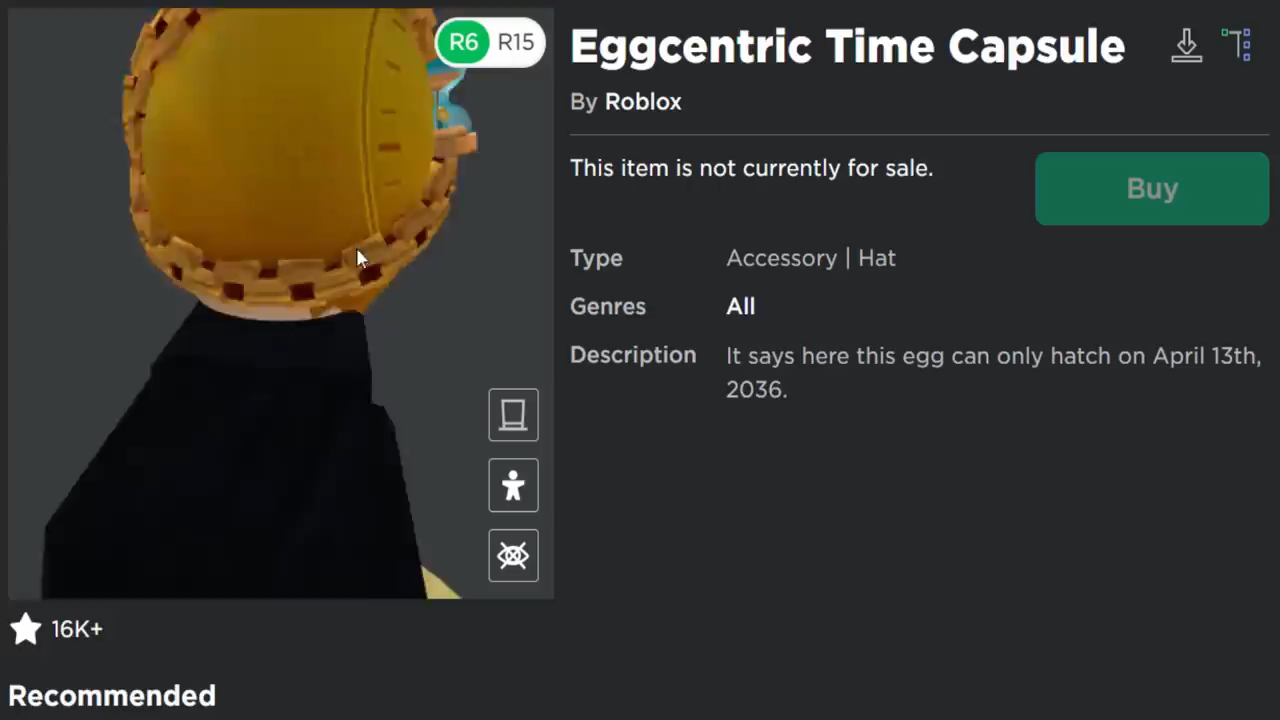 R6 R15
Eggcentric Time Capsule
By Roblox
This item is not currently for sale.
Buy
Type Accessory | Hat
Genres All
Description It says here this egg can only hatch on April 13th,
2036.
16K+
Recommended